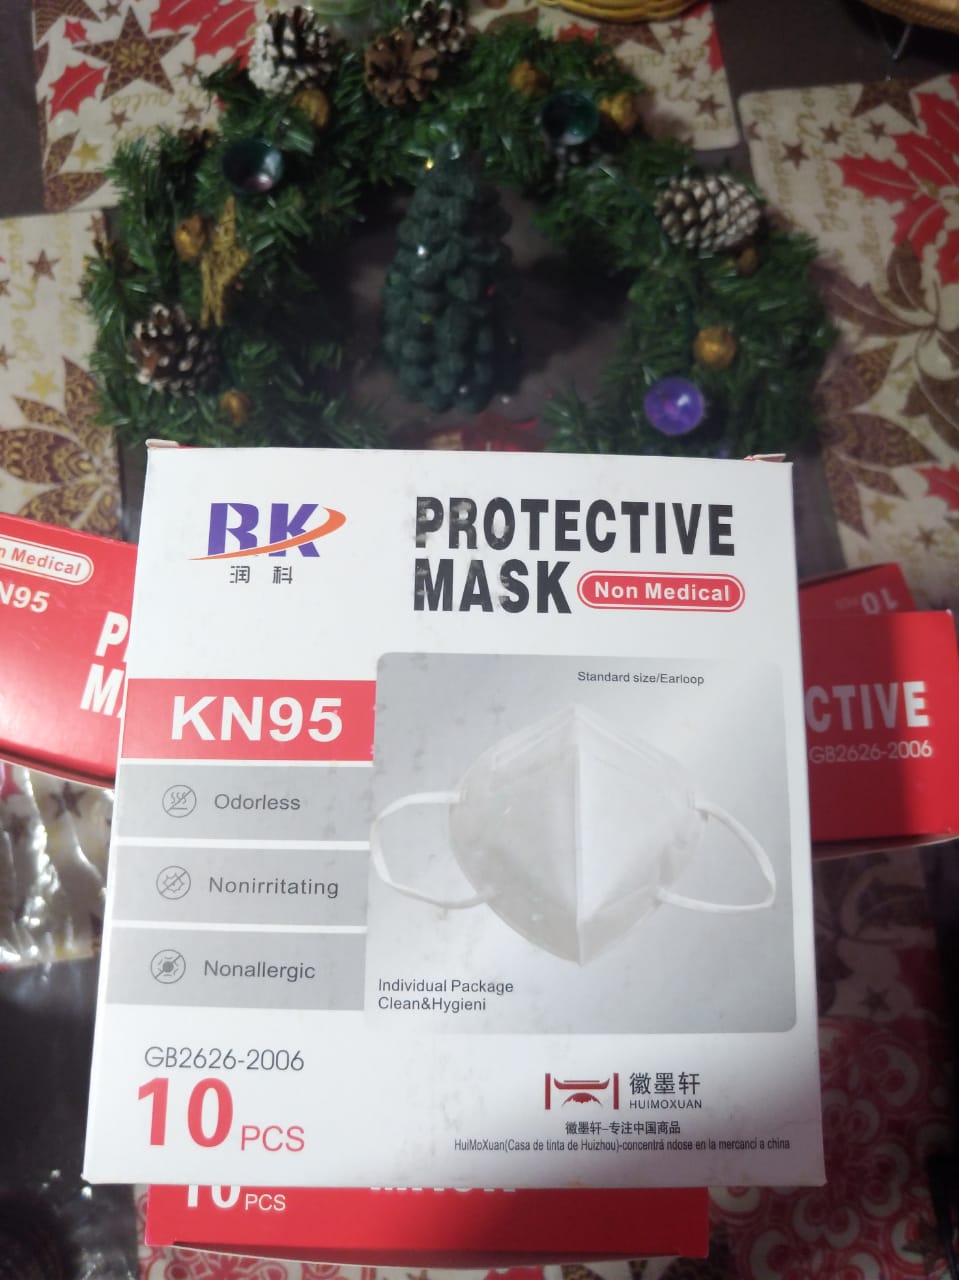 RK
润科
PROTECTIVE
MASK Non Medical
Standard size/Earloop
KN95
Odorless
Nonirritating
Nonallergic
Individual Package
Clean&Hygieni
GB2626-2006
10 PCS
徽墨轩
HUIMOXUAN
徽墨轩–专注中国商品
HuiMoXuan(Casa de tinta de Huizhou)-concentrá ndose en la mercancí a china
Medical
N95
CTIVE
GB2626-2006
10
10 PCS